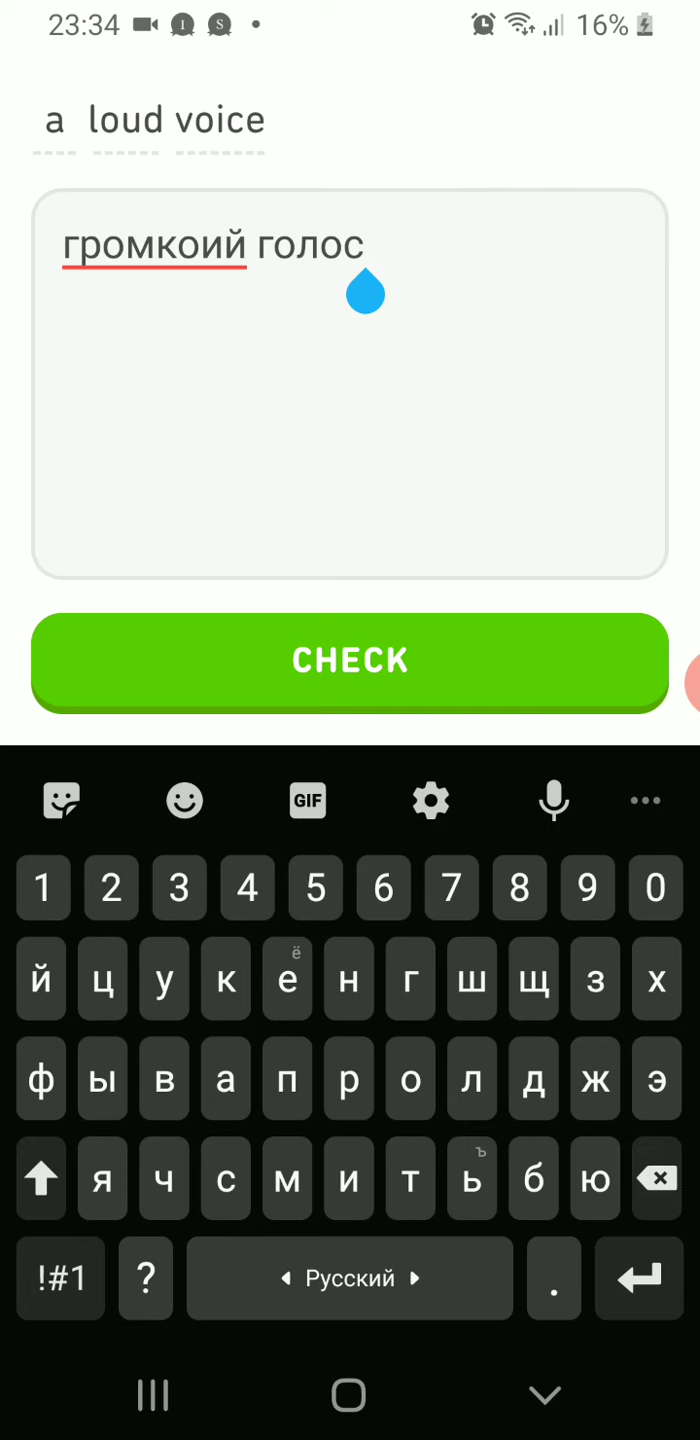 23:34 I S 16%
a loud voice
громкоий голос
CHECK
GIF
1 2 3 4 5 6 7 8 9 0
й ц у к е ё н г ш щ з х
ф ы в а п р о л д ж э
я ч с м и т ь ъ б ю
!#1 ? Русский .